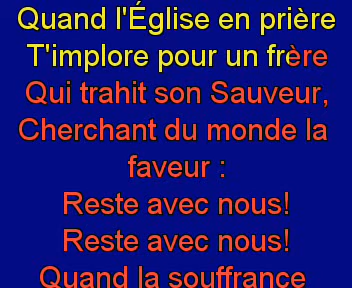 Quand l'Église en prière
T'implore pour un frère
Qui trahit son Sauveur,
Cherchant du monde la
faveur :
Reste avec nous!
Reste avec nous!
Quand la souffrance